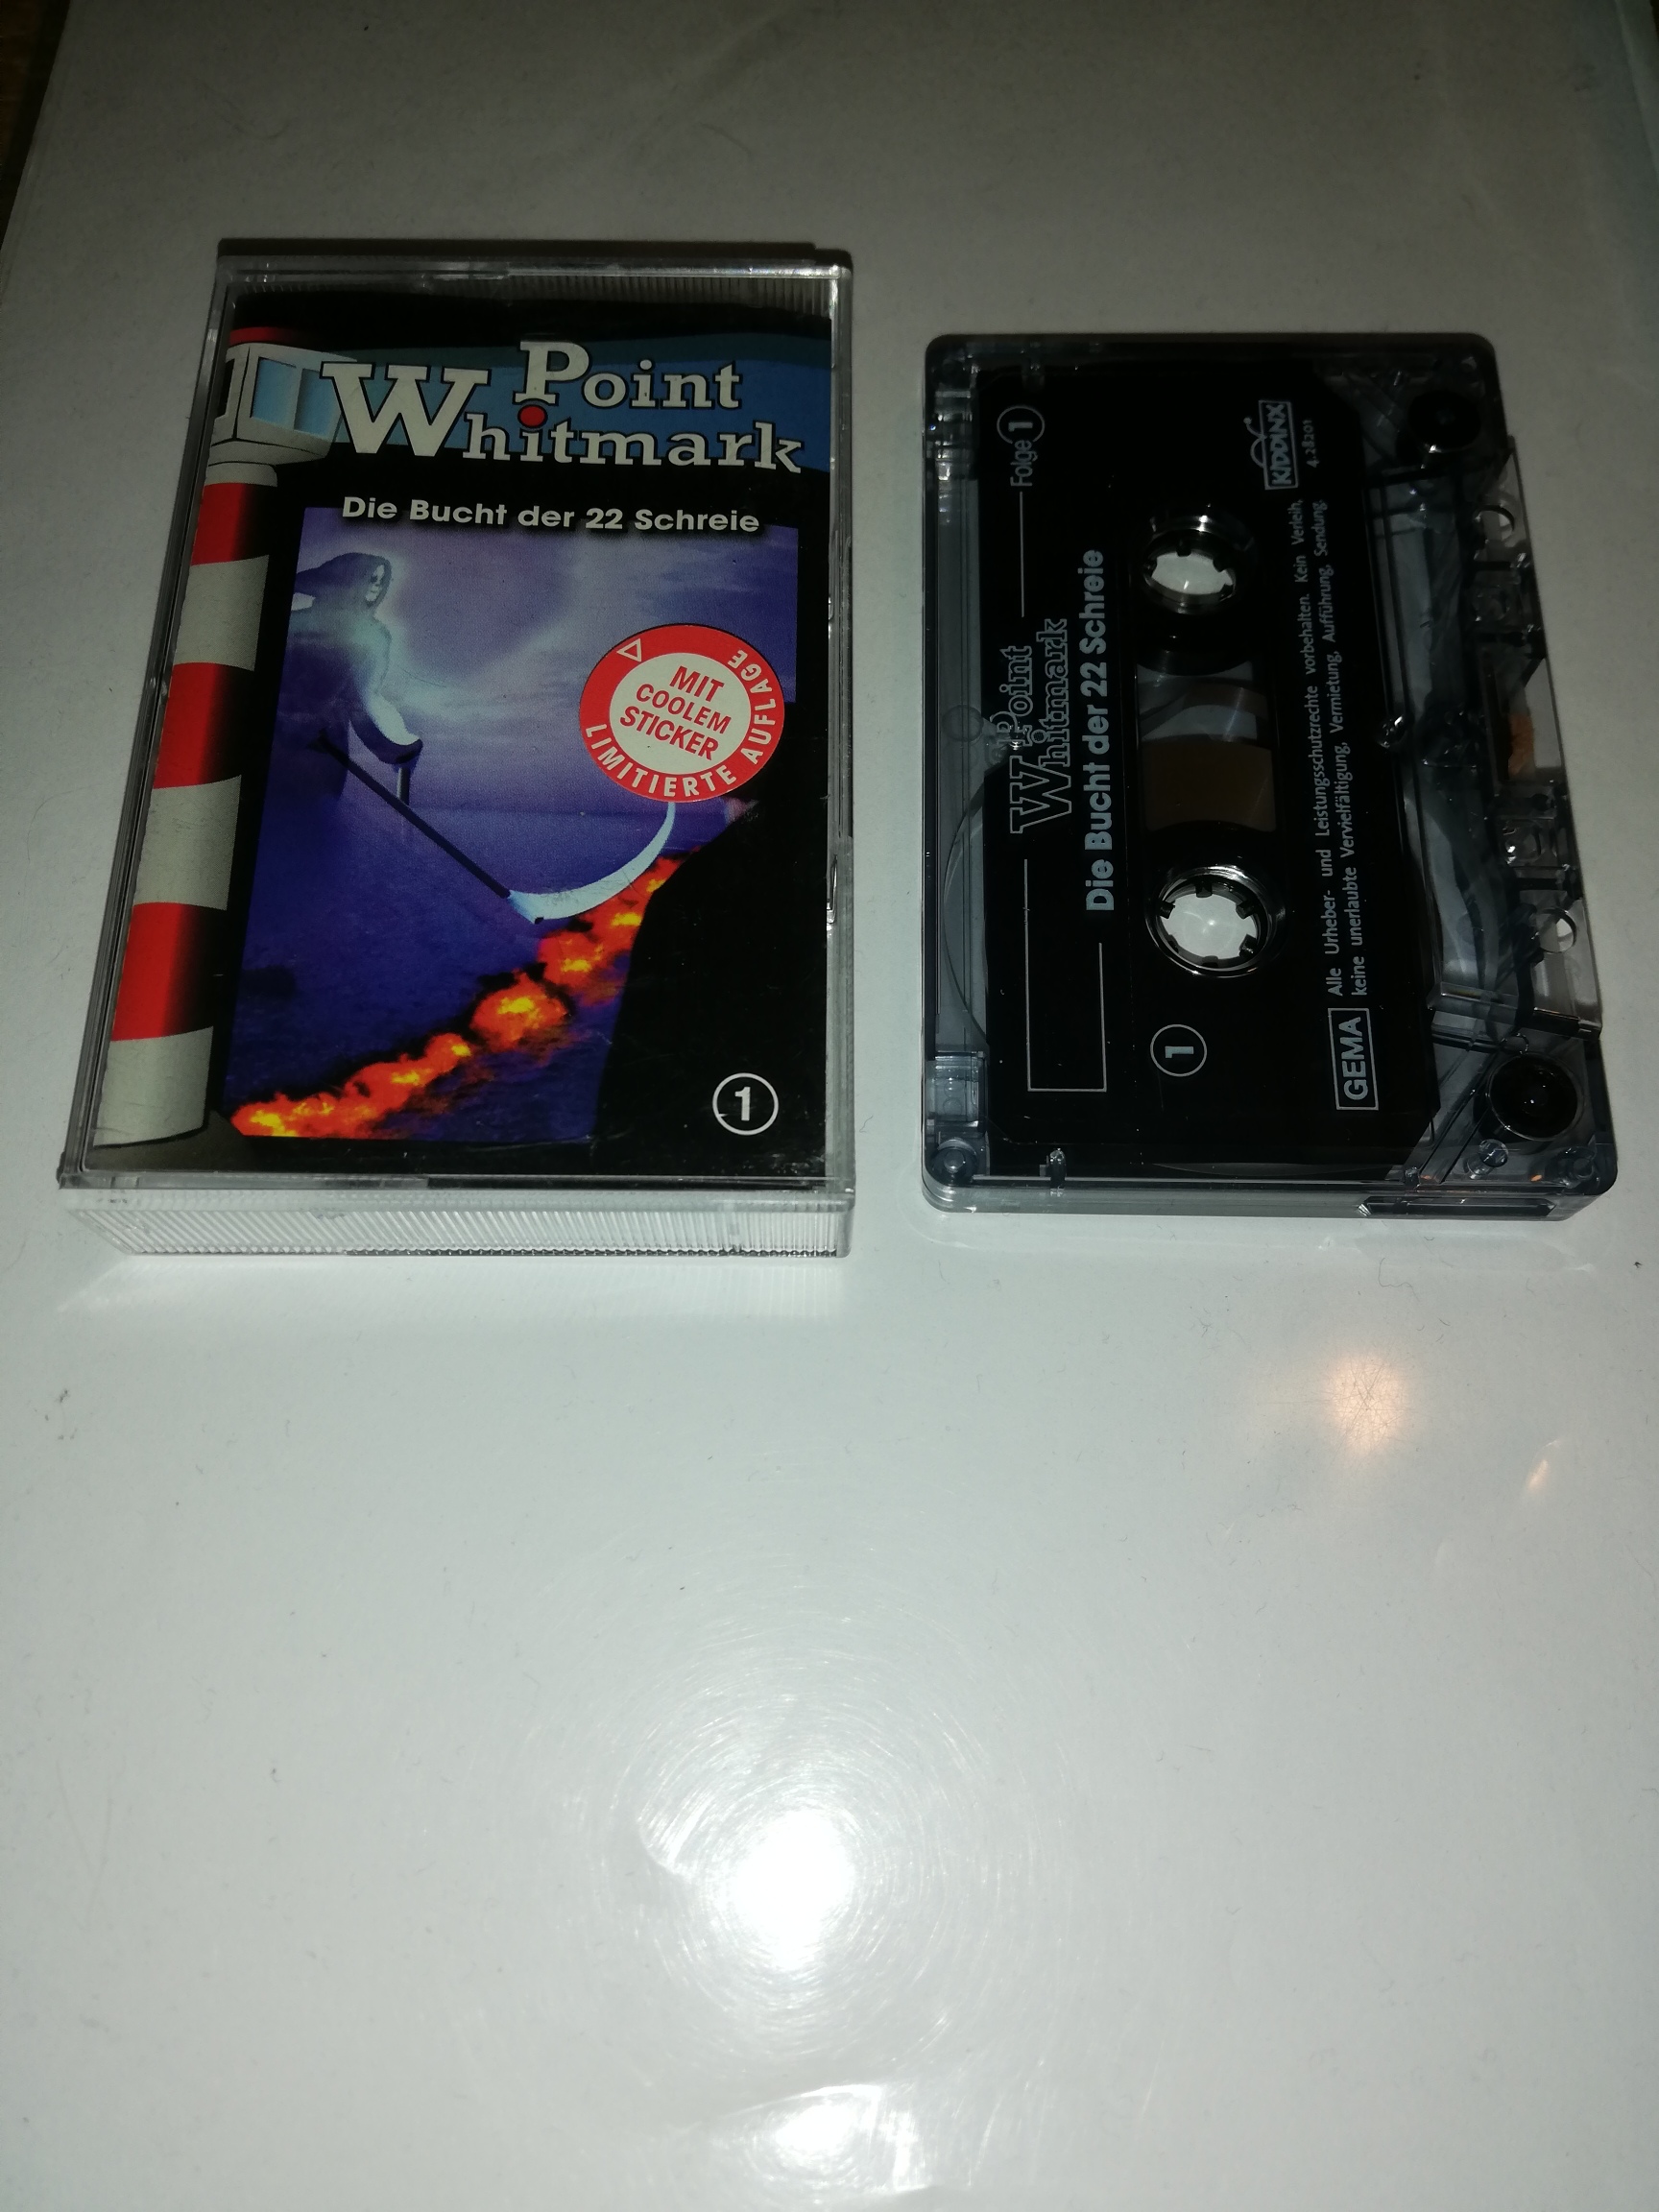 Point
Whitmark
Die Bucht der 22 Schreie
MIT
COOLEM
STICKER
LIMITIERTE AUFLAGE
1
Point
Whitmark
Folge 1
Die Bucht der 22 Schreie
1
KIDDINX
4.28201
GEMA
Alle Urheber- und Leistungsschutzrechte vorbehalten. Kein Verleih,
keine unerlaubte Vervielfältigung, Vermietung, Aufführung, Sendung.